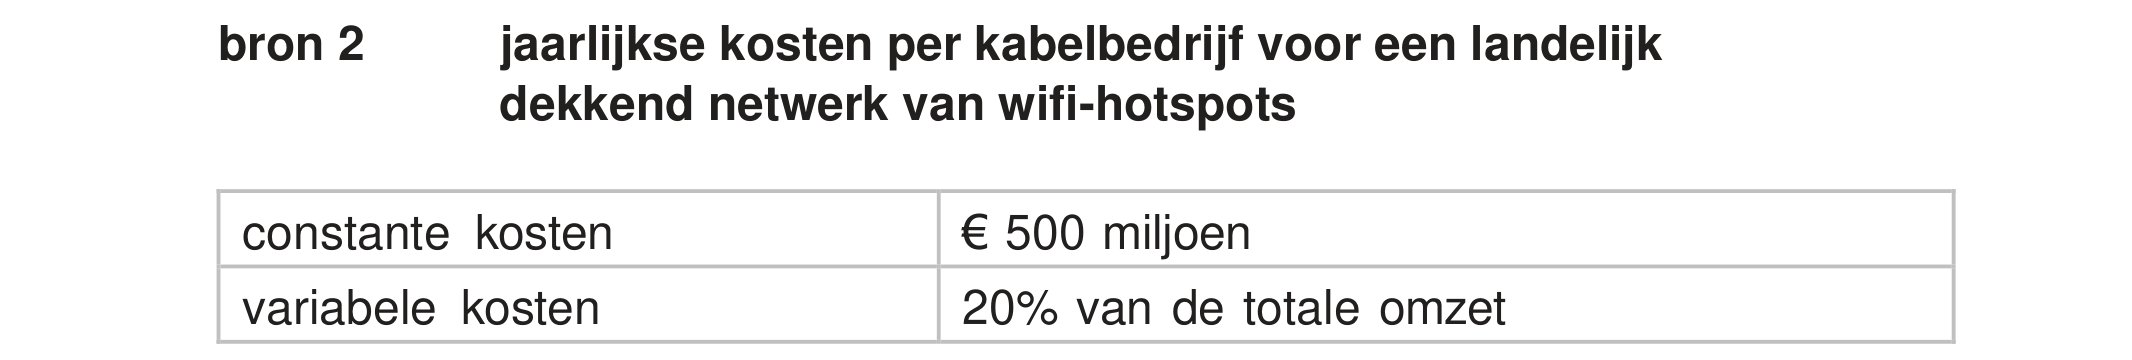 bron 2 jaarlijkse kosten per kabelbedrijf voor een landelijk
dekkend netwerk van wifi-hotspots
constante kosten € 500 miljoen
variabele kosten 20% van de totale omzet